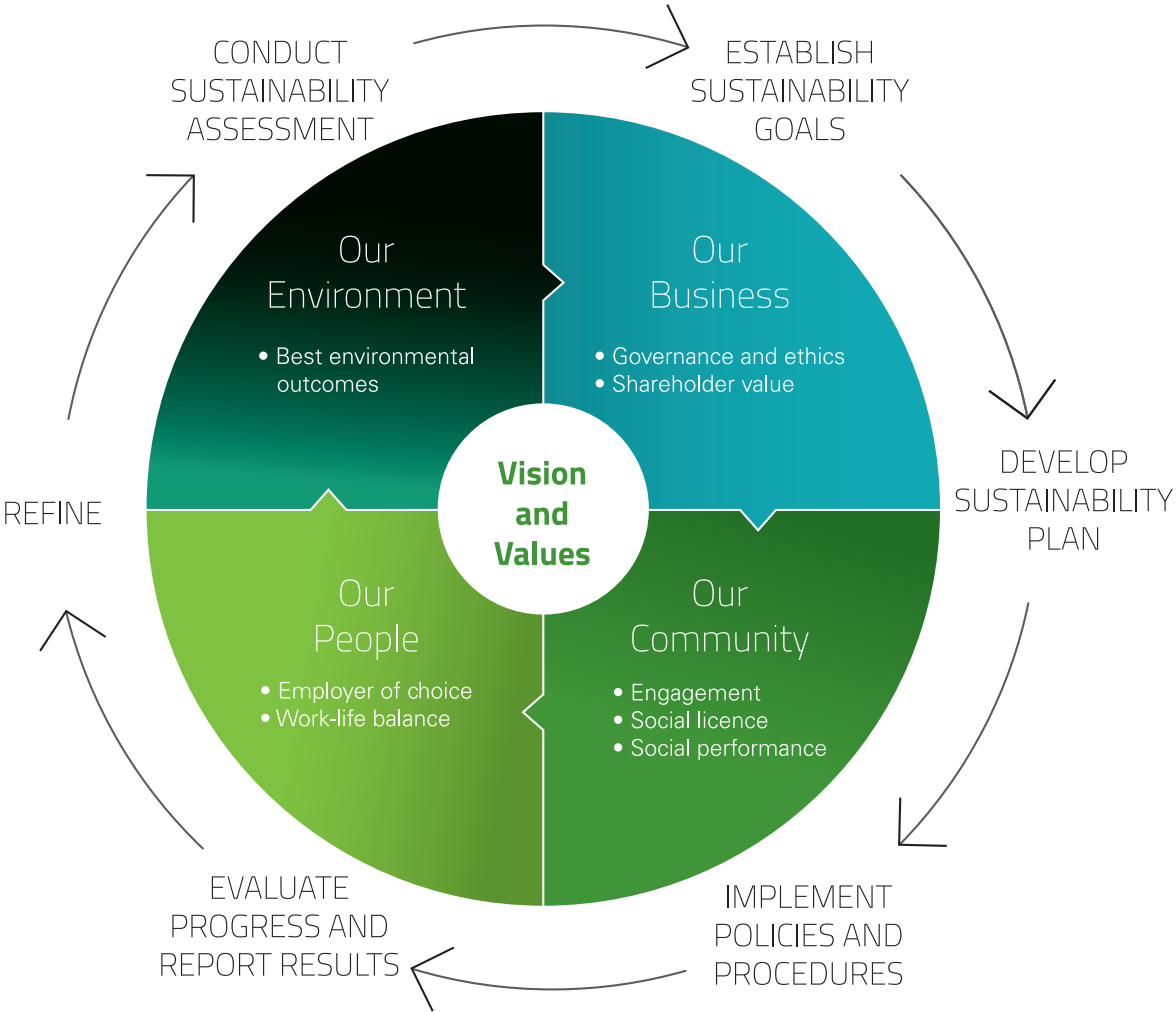 CONDUCT
SUSTAINABILITY
ASSESSMENT
ESTABLISH
SUSTAINABILITY
GOALS
Our
Environment
• Best environmental
outcomes
Our
Business
• Governance and ethics
• Shareholder value
Vision
and
Values
DEVELOP
SUSTAINABILITY
PLAN
REFINE
Our
People
• Employer of choice
• Work-life balance
Our
Community
• Engagement
• Social licence
• Social performance
EVALUATE
PROGRESS AND
REPORT RESULTS
IMPLEMENT
POLICIES AND
PROCEDURES